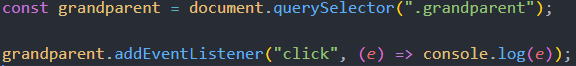 const grandparent = document.querySelector(".grandparent");
grandparent.addEventListener("click", (e) => console.log(e));